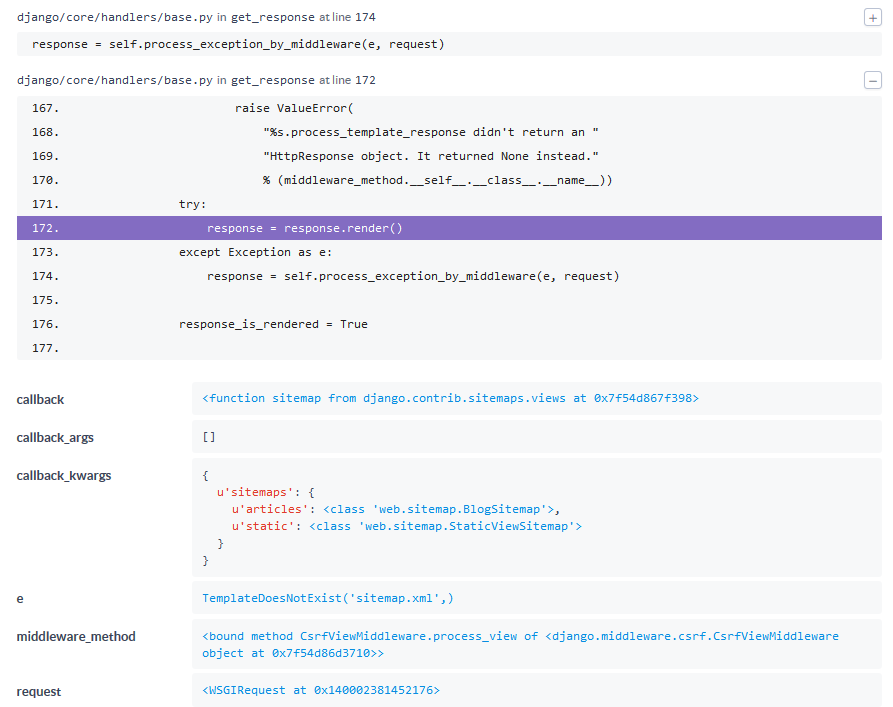 django/core/handlers/base.py in get_response at line 174
+
response = self.process_exception_by_middleware(e, request)
django/core/handlers/base.py in get_response at line 172
−
167. raise ValueError(
168. "%s.process_template_response didn't return an "
169. "HttpResponse object. It returned None instead."
170. % (middleware_method.__self__.__class__.__name__))
171. try:
172. response = response.render()
173. except Exception as e:
174. response = self.process_exception_by_middleware(e, request)
175.
176. response_is_rendered = True
177.
callback <function sitemap from django.contrib.sitemaps.views at 0x7f54d867f398>
callback_args []
callback_kwargs {
u'sitemaps': {
u'articles': <class 'web.sitemap.BlogSitemap'>,
u'static': <class 'web.sitemap.StaticViewSitemap'>
}
}
e TemplateDoesNotExist('sitemap.xml',)
middleware_method <bound method CsrfViewMiddleware.process_view of <django.middleware.csrf.CsrfViewMiddleware
object at 0x7f54d86d3710>>
request <WSGIRequest at 0x140002381452176>